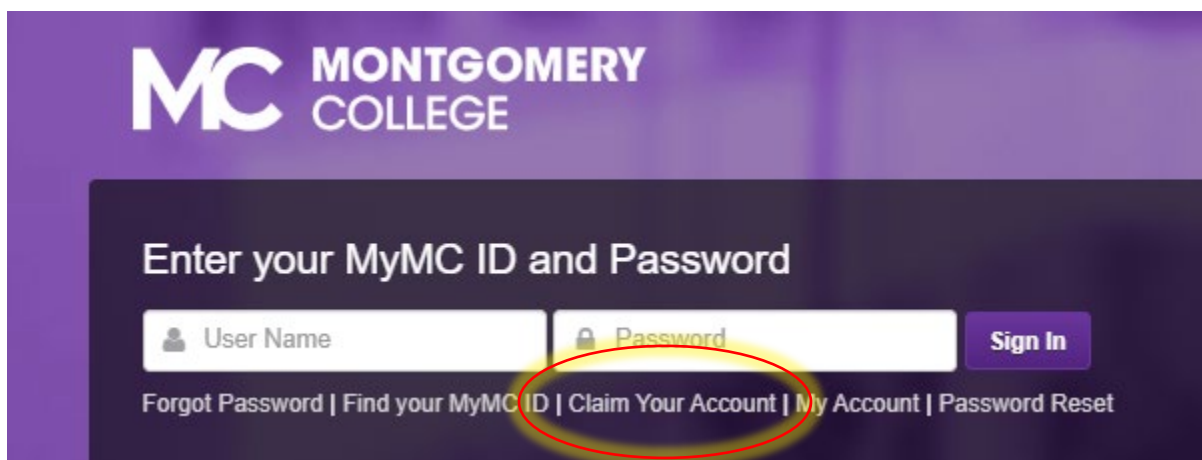 MC MONTGOMERY
COLLEGE
Enter your MyMC ID and Password
User Name Password Sign In
Forgot Password | Find your MyMC ID | Claim Your Account | My Account | Password Reset